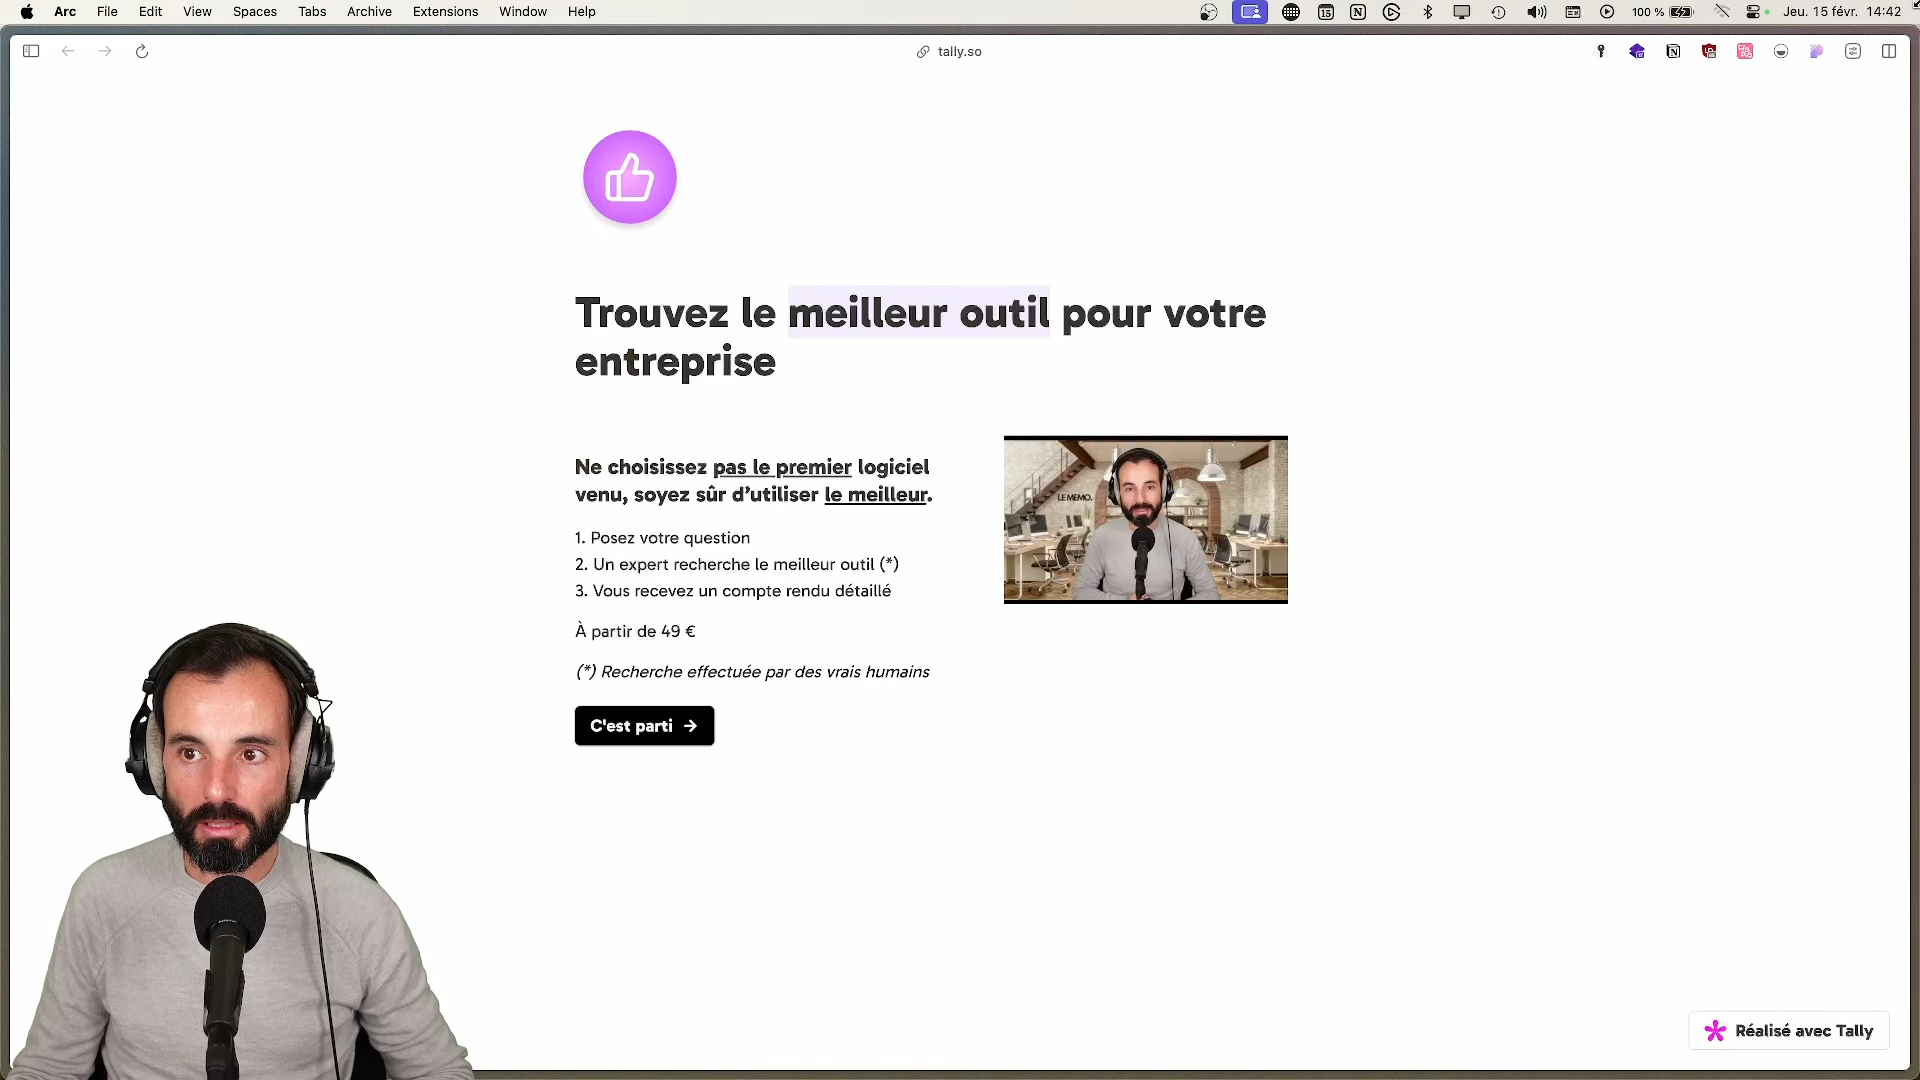 Arc File Edit View Spaces Tabs Archive Extensions Window Help 15 100 % Jeu. 15 févr. 14:42
tally.so
Trouvez le meilleur outil pour votre
entreprise
Ne choisissez pas le premier logiciel
venu, soyez sûr d’utiliser le meilleur.
LE MEMO.
1. Posez votre question
2. Un expert recherche le meilleur outil (*)
3. Vous recevez un compte rendu détaillé
À partir de 49 €
(*) Recherche effectuée par des vrais humains
C'est parti →
Réalisé avec Tally